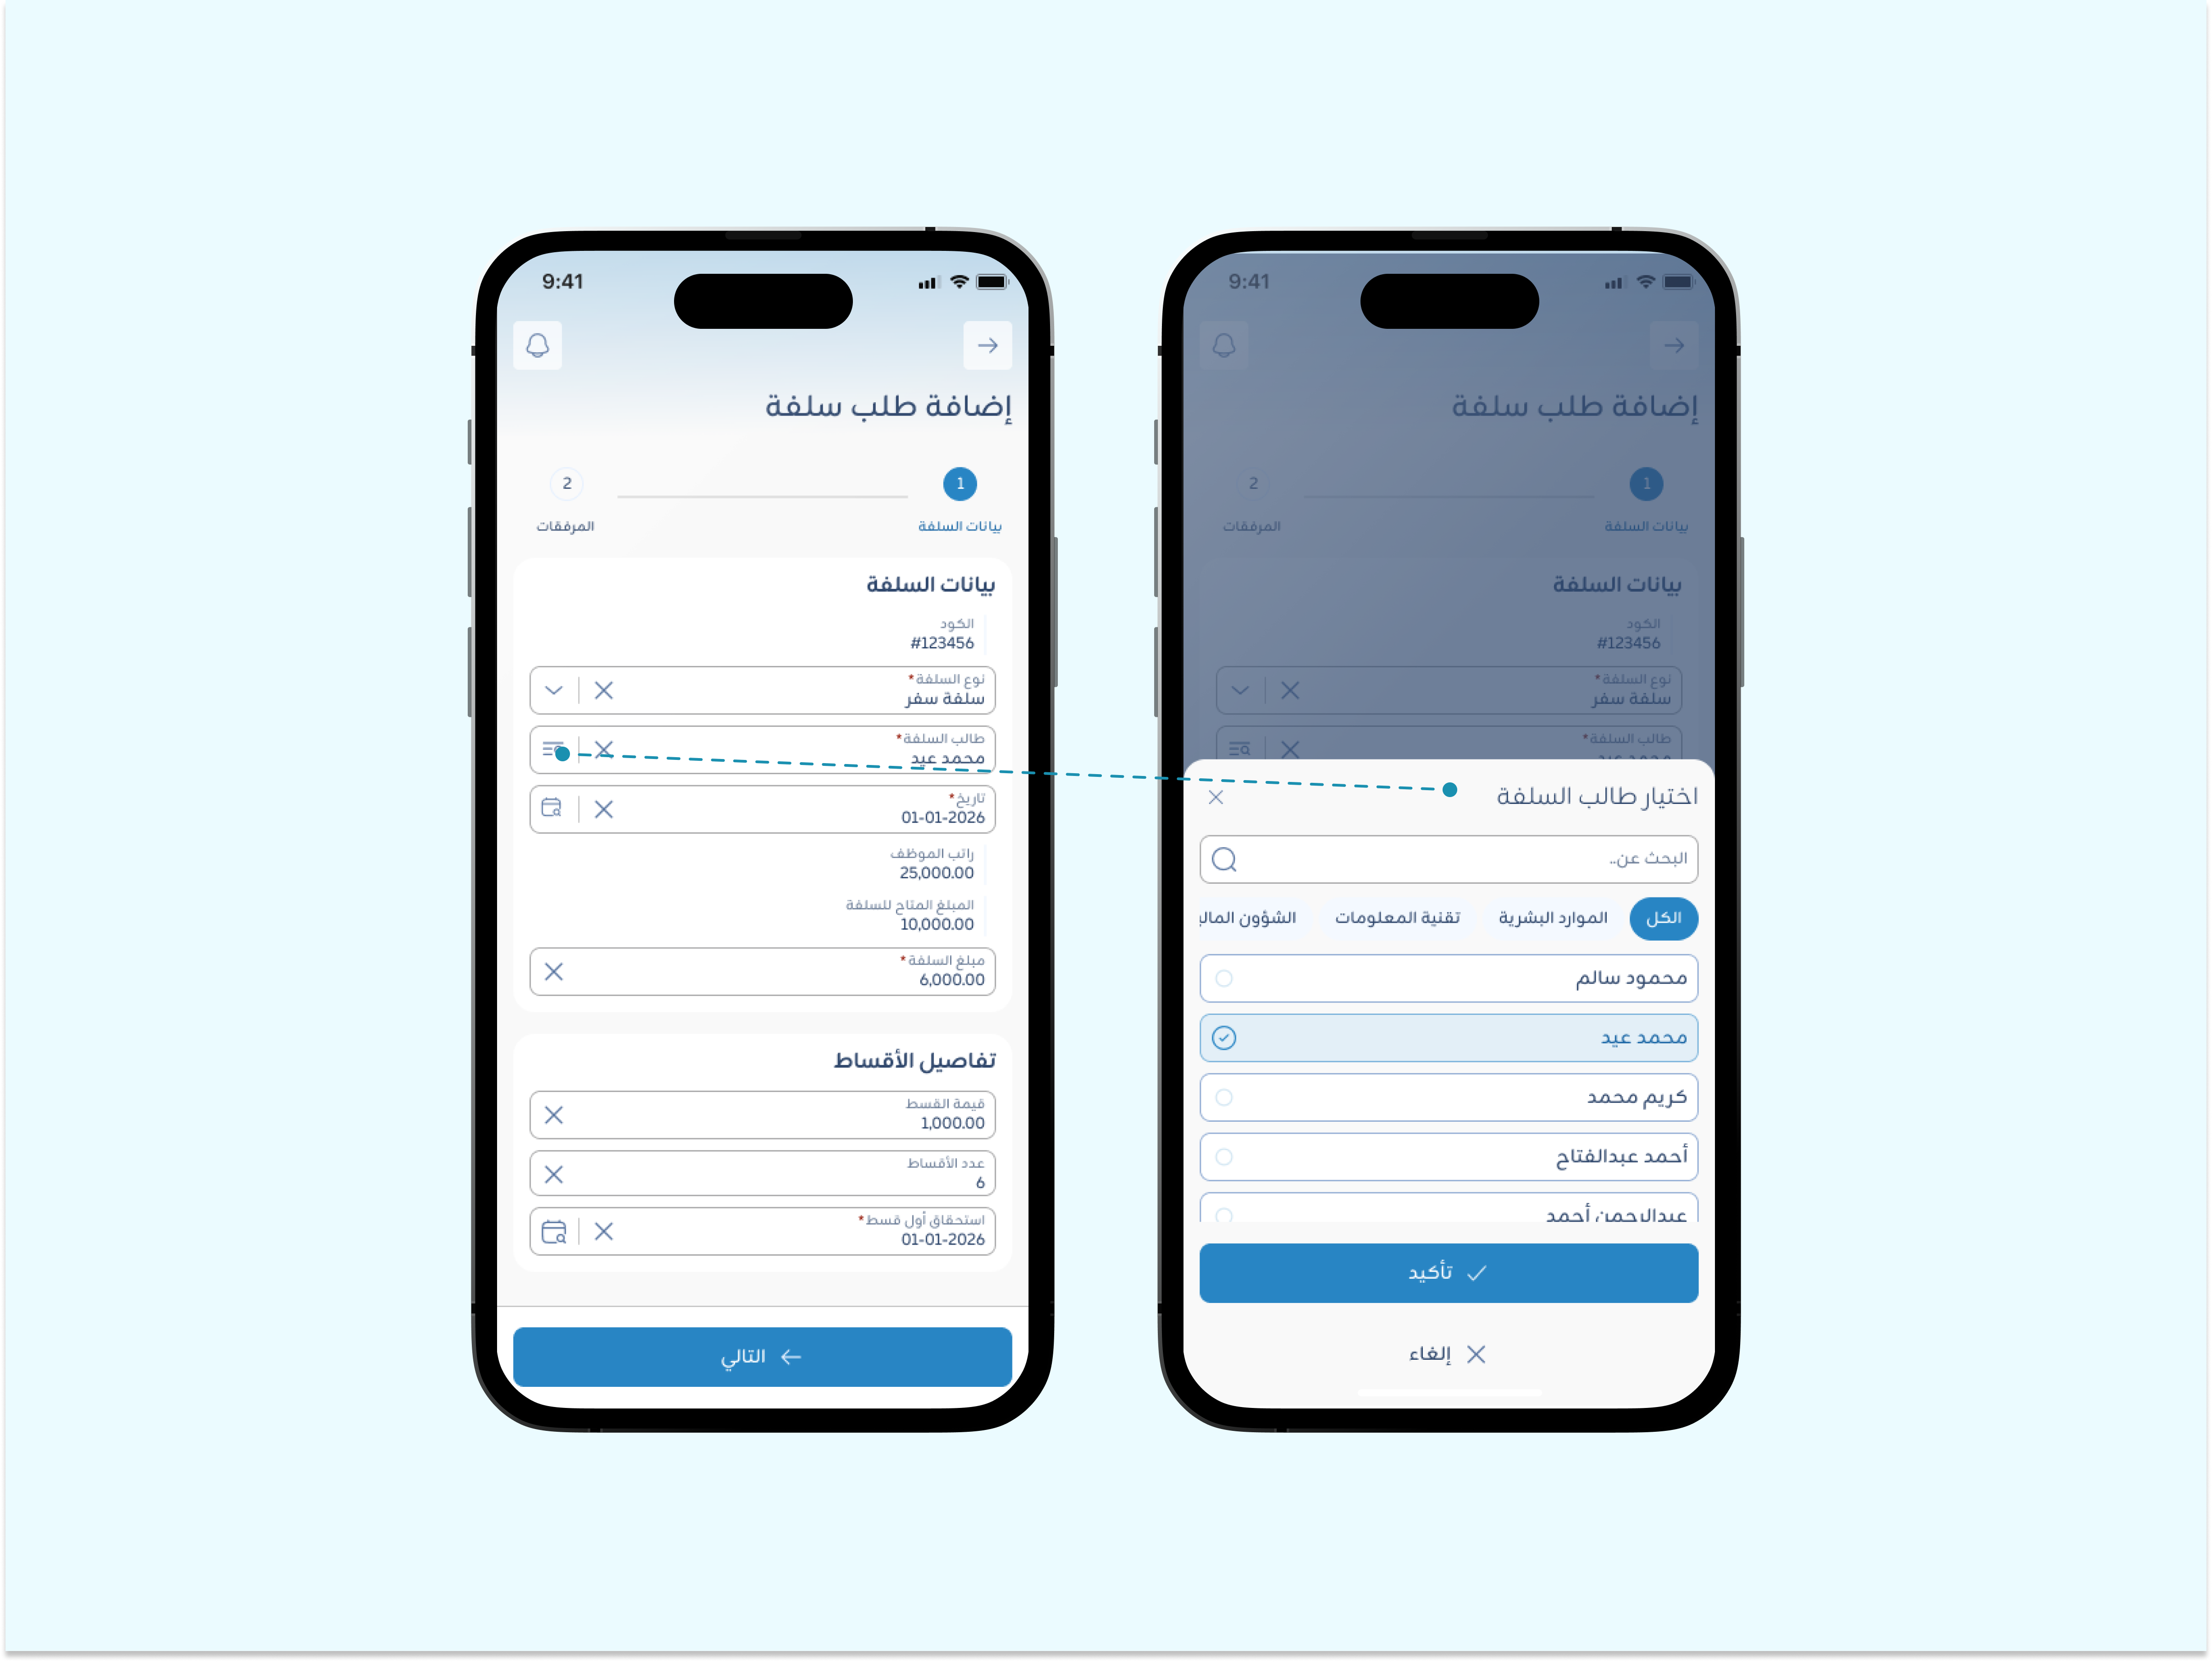 9:41
إضافة طلب سلفة
1
2
بيانات السلفة
المرفقات
بيانات السلفة
الكود
#123456
نوع السلفة*
سلفة سفر
طالب السلفة*
محمد عيد
تاريخ*
01-01-2026
راتب الموظف
25,000.00
المبلغ المتاح للسلفة
10,000.00
مبلغ السلفة*
6,000.00
تفاصيل الأقساط
قيمة القسط
1,000.00
عدد الأقساط
6
استحقاق أول قسط*
01-01-2026
التالي
9:41
إضافة طلب سلفة
1
2
بيانات السلفة
المرفقات
بيانات السلفة
الكود
#123456
نوع السلفة*
سلفة سفر
طالب السلفة*
اختيار طالب السلفة
البحث عن..
الكل
الموارد البشرية
تقنية المعلومات
الشؤون المالي
محمود سالم
محمد عيد
كريم محمد
أحمد عبدالفتاح
عبدالرحمن أحمد
تأكيد
إلغاء